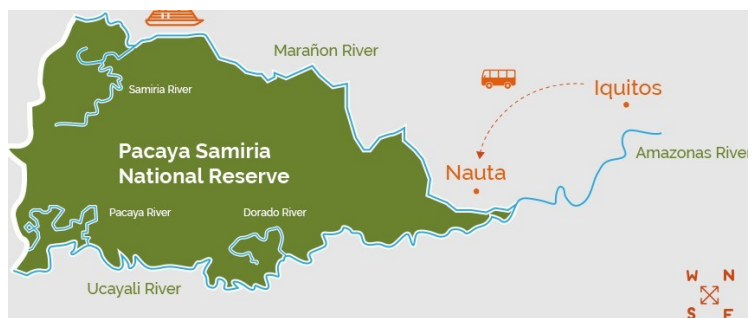 Marañon River
Samiria River
Iquitos
Pacaya Samiria
National Reserve
Amazonas River
Nauta
Pacaya River
Dorado River
Ucayali River
W N
S E